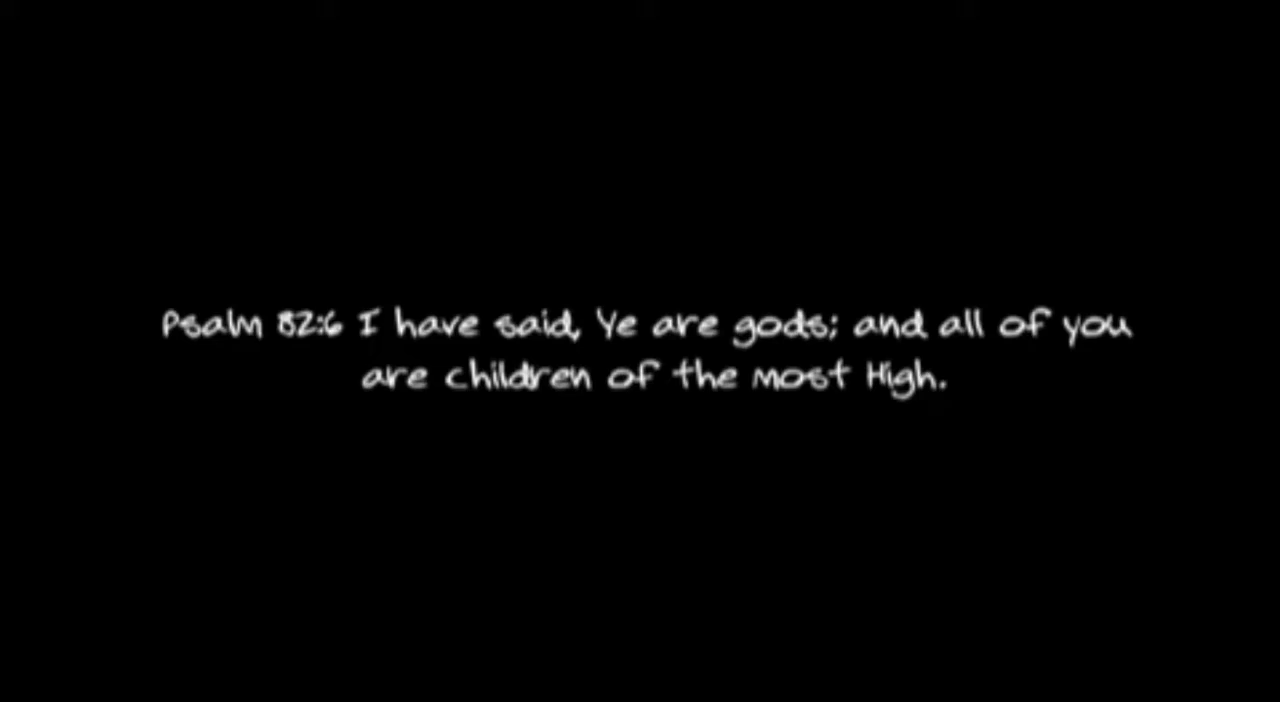 Psalm 82:6 I have said, Ye are gods; and all of you
are children of the most High.